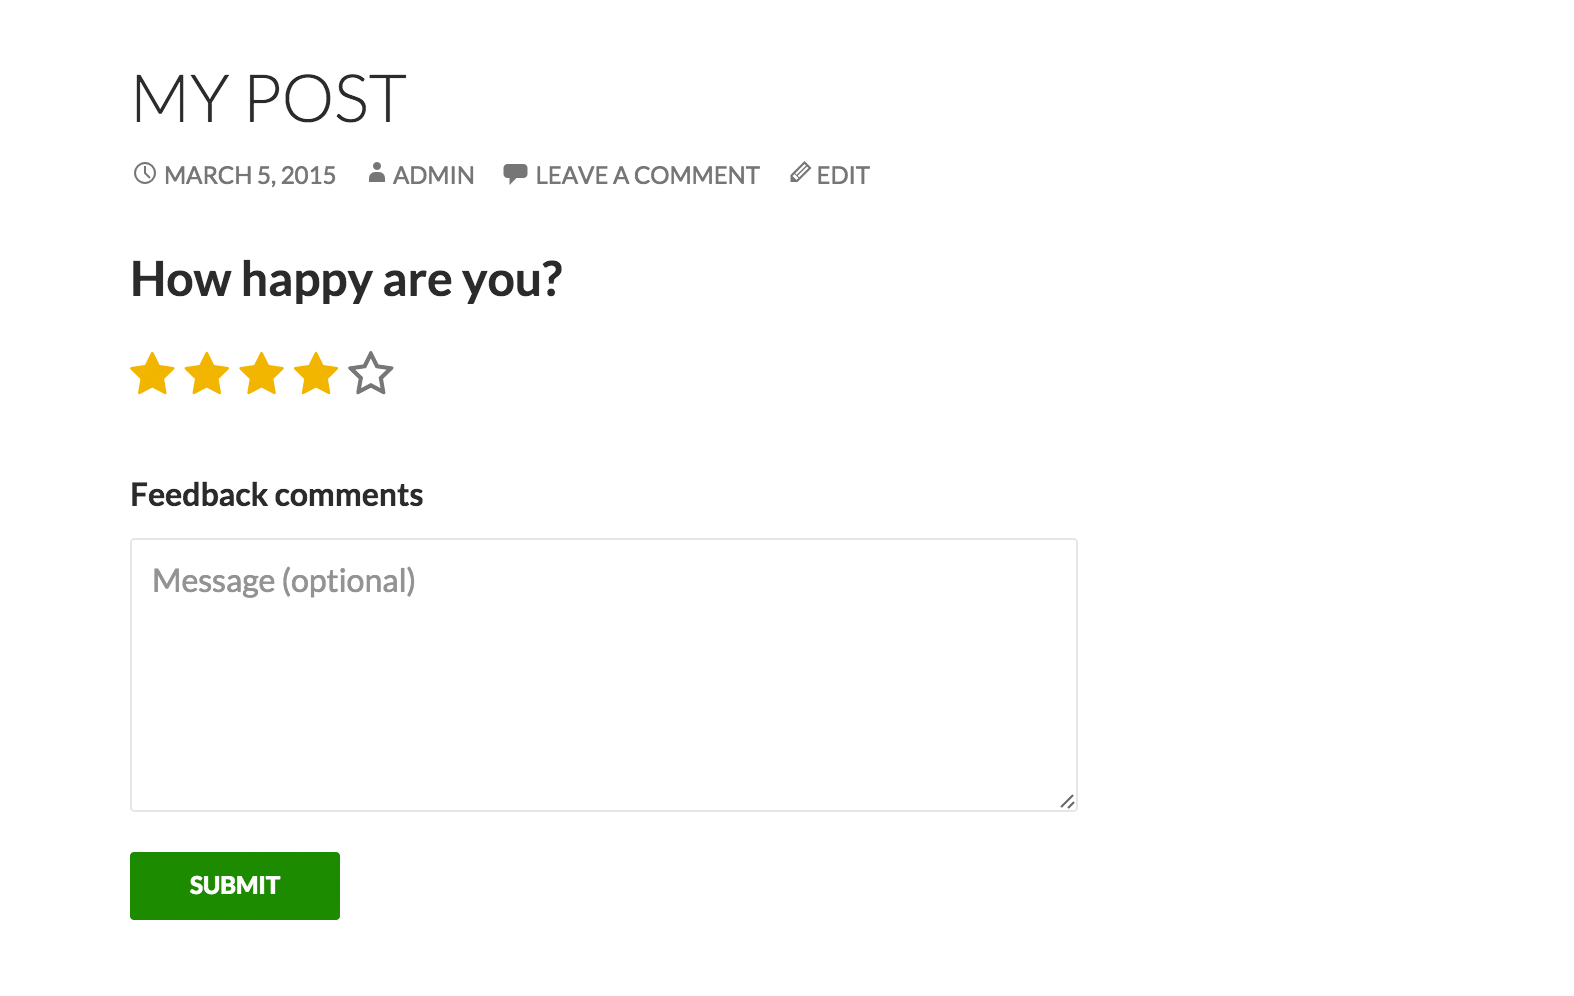 MY POST
MARCH 5, 2015 ADMIN LEAVE A COMMENT EDIT
How happy are you?
Feedback comments
Message (optional)
SUBMIT